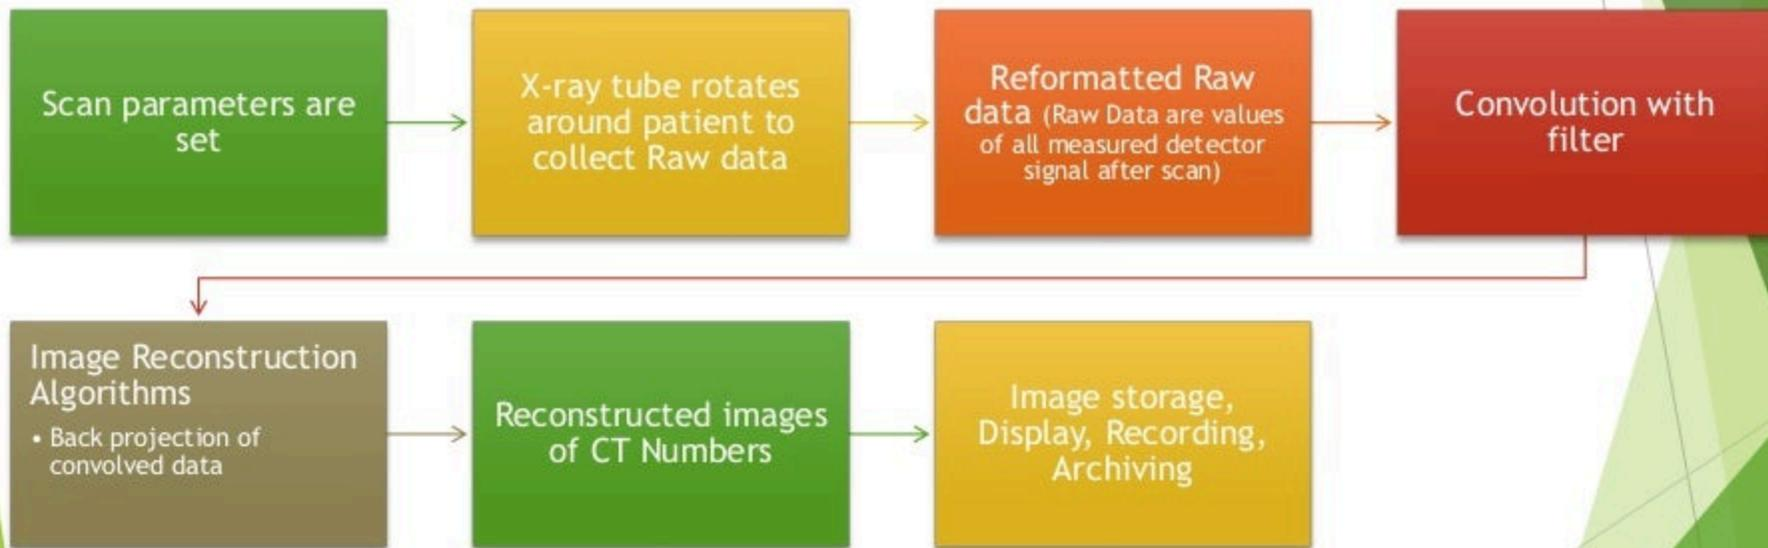 Scan parameters are
set
X-ray tube rotates
around patient to
collect Raw data
Reformatted Raw
data (Raw Data are values
of all measured detector
signal after scan)
Convolution with
filter
Image Reconstruction
Algorithms
• Back projection of
convolved data
Reconstructed images
of CT Numbers
Image storage,
Display, Recording,
Archiving